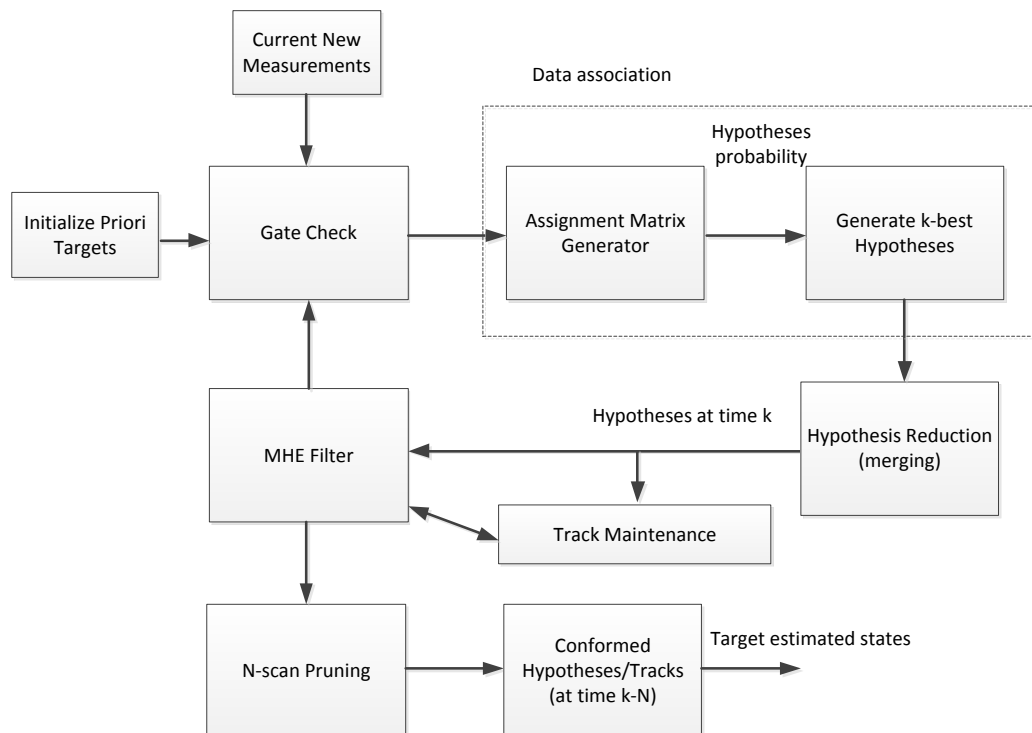 Current New
Measurements
Data association
Hypotheses
probability
Initialize Priori
Targets
Gate Check
Assignment Matrix
Generator
Generate k-best
Hypotheses
MHE Filter
Hypotheses at time k
Hypothesis Reduction
(merging)
Track Maintenance
N-scan Pruning
Conformed
Hypotheses/Tracks
(at time k-N)
Target estimated states